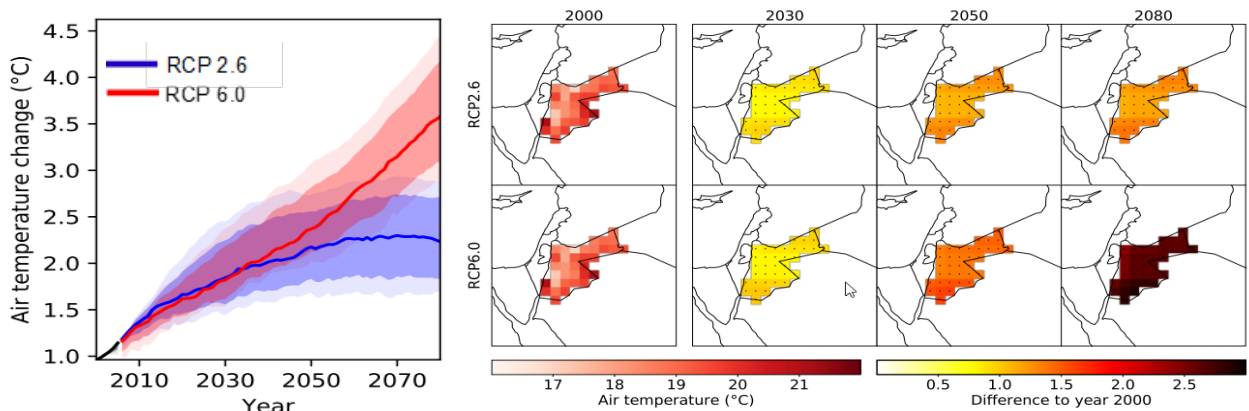 4.5
4.0
3.5
3.0
2.5
2.0
1.5
1.0
Air temperature change (°C)
RCP 2.6
RCP 6.0
2010 2030 2050 2070
Year
2000 2030 2050 2080
RCP2.6
RCP6.0
17 18 19 20 21
Air temperature (°C)
0.5 1.0 1.5 2.0 2.5
Difference to year 2000